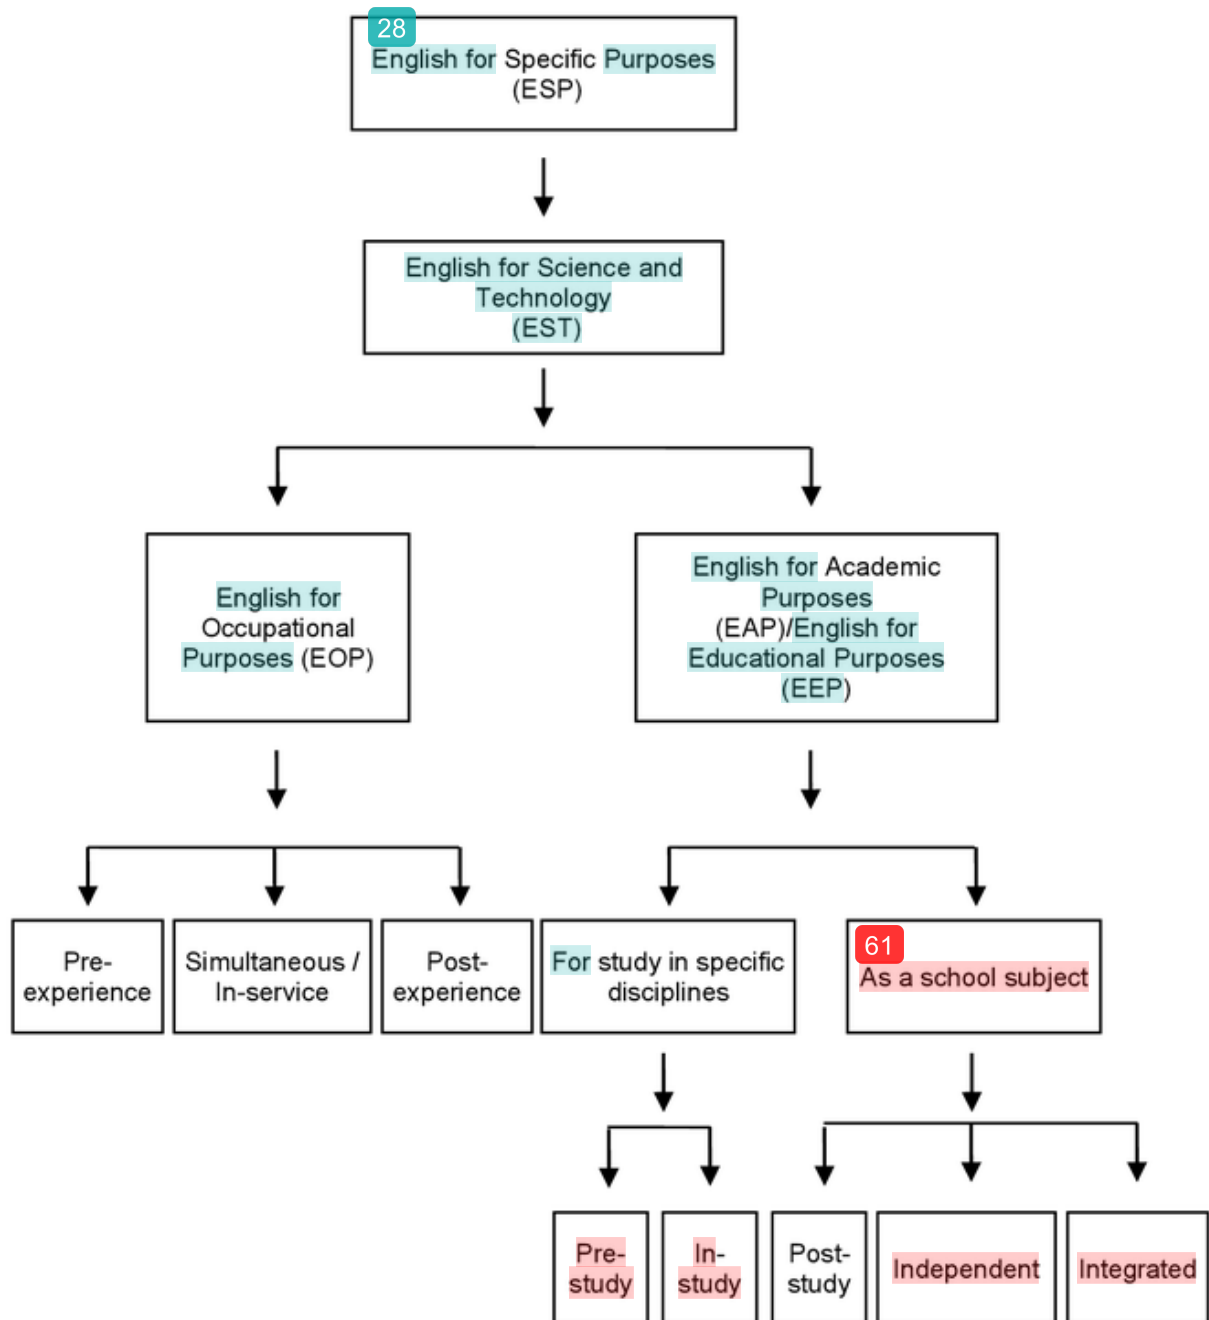 28
English for Specific Purposes
(ESP)
English for Science and
Technology
(EST)
English for
Occupational
Purposes (EOP)
English for Academic
Purposes
(EAP)/English for
Educational Purposes
(EEP)
Pre-
experience
Simultaneous /
In-service
Post-
experience
For study in specific
disciplines
61
As a school subject
Pre-
study
In-
study
Post-
study
Independent
Integrated